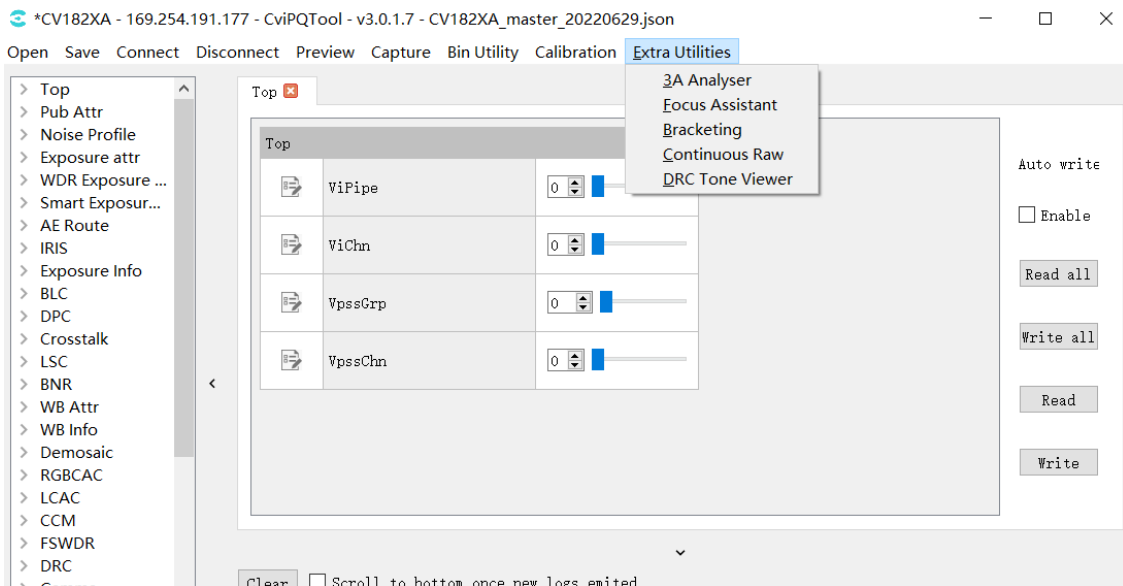 *CV182XA - 169.254.191.177 - CviPQTool - v3.0.1.7 - CV182XA_master_20220629.json
Open Save Connect Disconnect Preview Capture Bin Utility Calibration Extra Utilities
3A Analyser
Focus Assistant
Bracketing
Continuous Raw
DRC Tone Viewer
Top
Pub Attr
Noise Profile
Exposure attr
WDR Exposure ...
Smart Exposur...
AE Route
IRIS
Exposure Info
BLC
DPC
Crosstalk
LSC
BNR
WB Attr
WB Info
Demosaic
RGBCAC
LCAC
CCM
FSWDR
DRC
Top
Top
ViPipe 0
ViChn 0
VpssGrp 0
VpssChn 0
Auto write
Enable
Read all
Write all
Read
Write
Clear Scroll to bottom once new logs emited